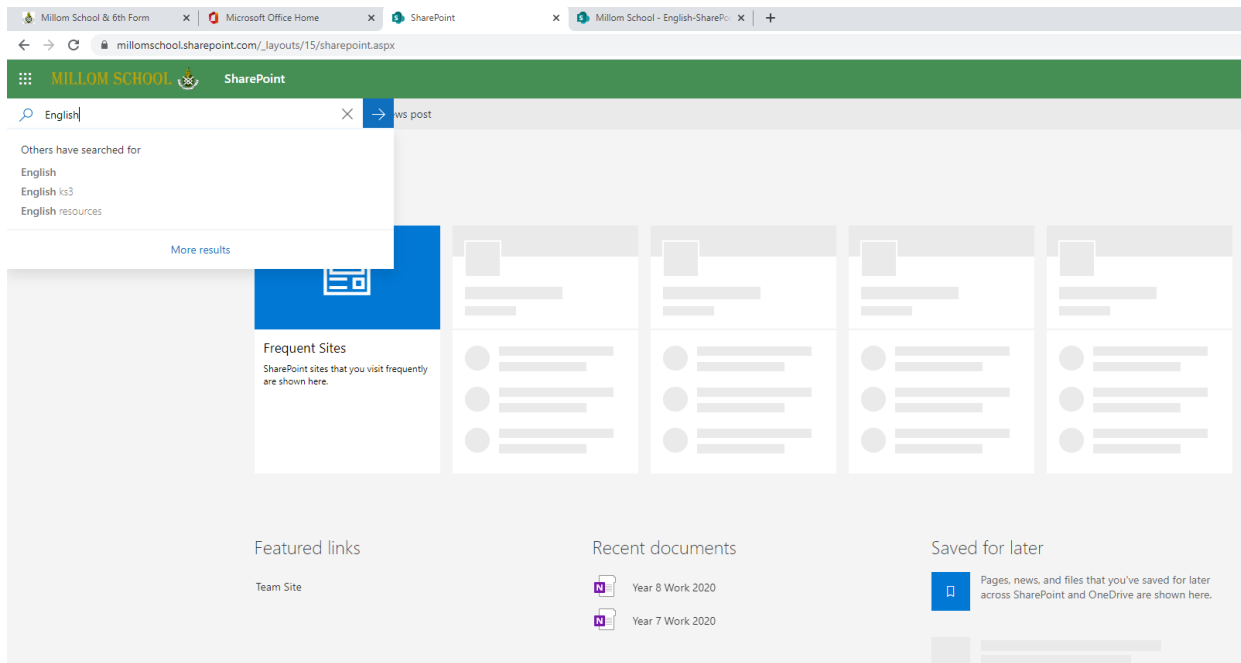 Millom School & 6th Form
Microsoft Office Home
SharePoint
Millom School - English-SharePo
millomschool.sharepoint.com/_layouts/15/sharepoint.aspx
MILLOM SCHOOL
SharePoint
English
ws post
Others have searched for
English
English ks3
English resources
More results
Frequent Sites
SharePoint sites that you visit frequently
are shown here.
Featured links
Team Site
Recent documents
N Year 8 Work 2020
N Year 7 Work 2020
Saved for later
Pages, news, and files that you've saved for later
across SharePoint and OneDrive are shown here.